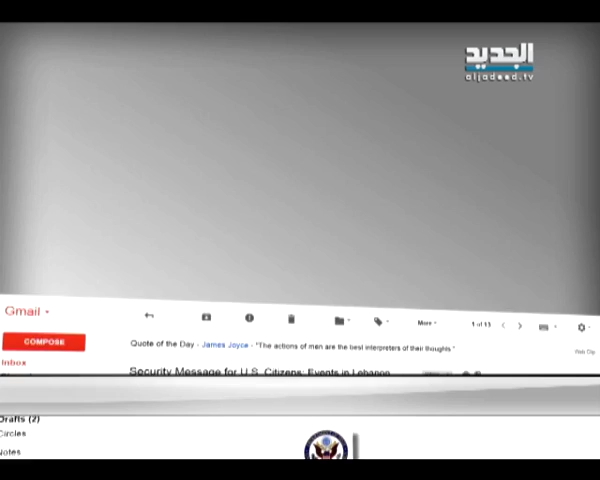 الجديد
aljadeed.tv
Gmail
COMPOSE
More
1 of 13
Quote of the Day - James Joyce - "The actions of men are the best interpreters of their thoughts"
Web Clip
Inbox
Security Message for U.S. Citizens: Events in Lebanon
Drafts (2)
Circles
Notes